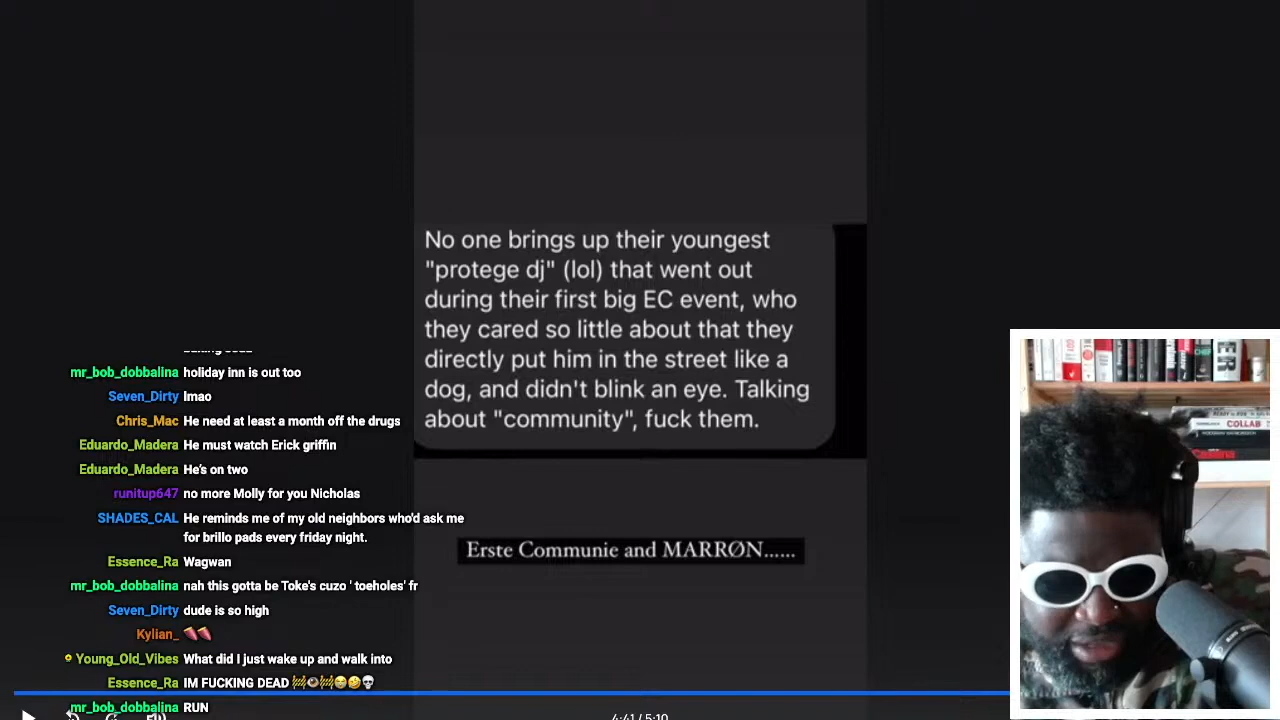 No one brings up their youngest
"protege dj" (lol) that went out
during their first big EC event, who
they cared so little about that they
directly put him in the street like a
dog, and didn't blink an eye. Talking
about "community", fuck them.
Erste Communie and MARRØN......
mr_bob_dobbalina holiday inn is out too
Seven_Dirty lmao
Chris_Mac He need at least a month off the drugs
Eduardo_Madera He must watch Erick griffin
Eduardo_Madera He's on two
runitup647 no more Molly for you Nicholas
SHADES_CAL He reminds me of my old neighbors who'd ask me
for brillo pads every friday night.
Essence_Ra Wagwan
mr_bob_dobbalina nah this gotta be Toke's cuzo ' toeholes' fr
Seven_Dirty dude is so high
Kylian_ 🍕🍕
Young_Old_Vibes What did I just wake up and walk into
Essence_Ra IM FUCKING DEAD 🚧👁🚧😂🤣💀
mr_bob_dobbalina RUN
4:41 / 5:10
COLLAB